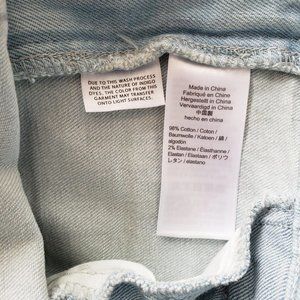 DUE TO THIS WASH PROCESS
AND THE NATURE OF INDIGO
DYES, THE COLOR FROM THIS
GARMENT MAY TRANSFER
ONTO LIGHT SURFACES.
Made in China
Fabriqué en Chine
Hergestellt in China
Vervaardigd in China
中国製
hecho en china
98% Cotton / Coton /
Baumwolle / Katoen / 綿 /
algodon
2% Elastane / Élasthanne /
Elastan / Elastaan / ポリウ
レタン / elastano